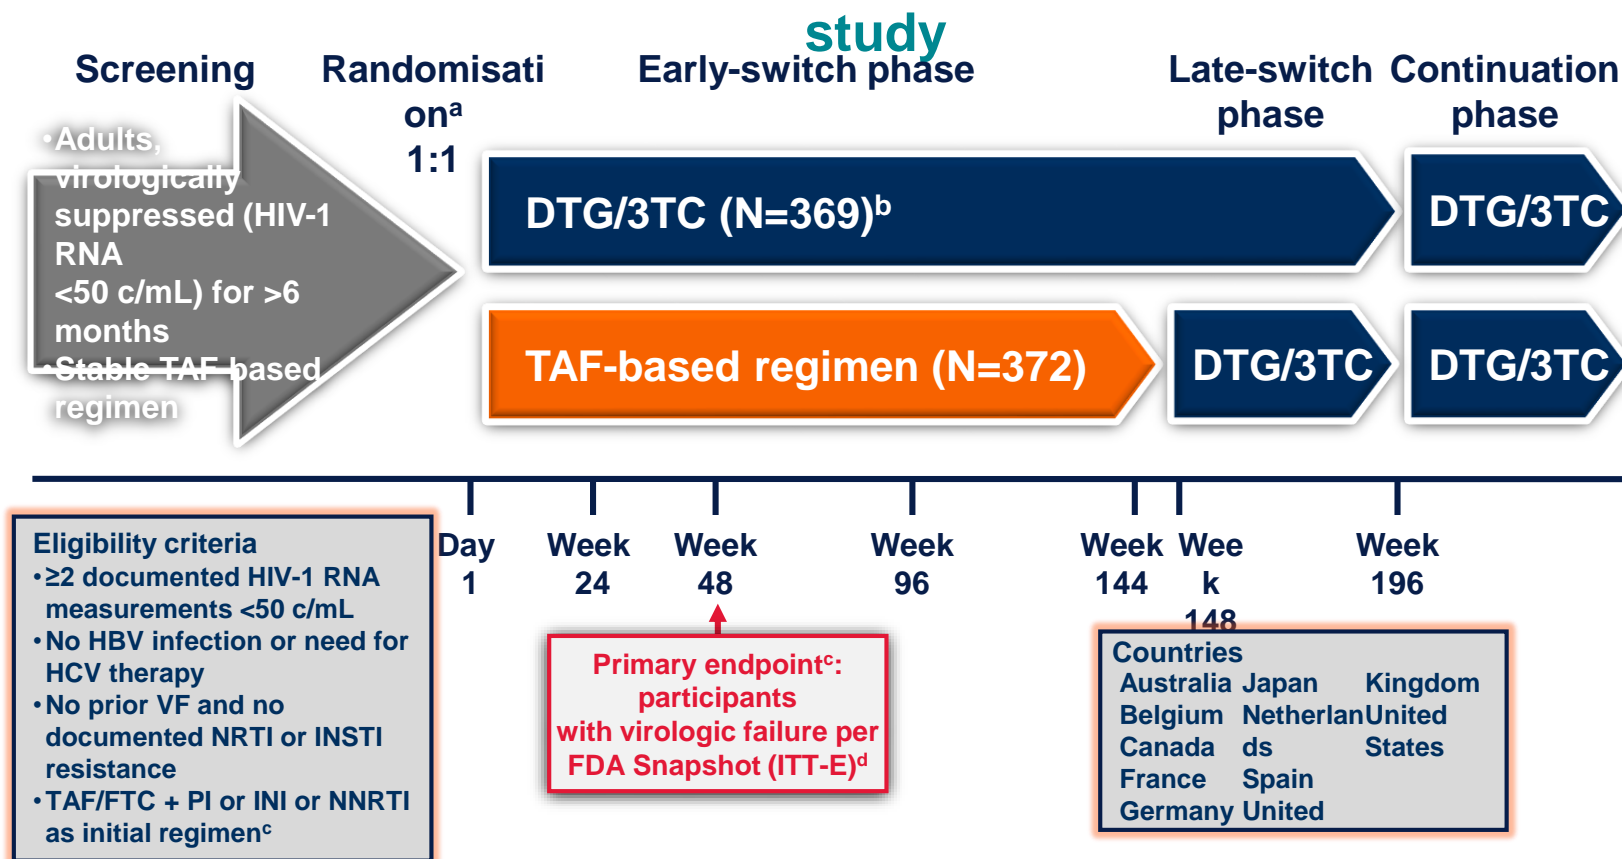 study
Screening
Randomisati
onᵃ
1:1
Early-switch phase
Late-switch
phase
Continuation
phase
•Adults,
virologically
suppressed (HIV-1
RNA
<50 c/mL) for >6
months
•Stable TAF based
regimen
DTG/3TC (N=369)ᵇ
DTG/3TC
TAF-based regimen (N=372)
DTG/3TC
DTG/3TC
Day
1
Week
24
Week
48
Week
96
Week
144
Wee
k
148
Week
196
Eligibility criteria
•≥2 documented HIV-1 RNA
measurements <50 c/mL
•No HBV infection or need for
HCV therapy
•No prior VF and no
documented NRTI or INSTI
resistance
•TAF/FTC + PI or INI or NNRTI
as initial regimenᶜ
Primary endpointᶜ:
participants
with virologic failure per
FDA Snapshot (ITT-E)ᵈ
Countries
Australia
Belgium
Canada
France
Germany
Japan
Netherlan
ds
Spain
United
Kingdom
United
States